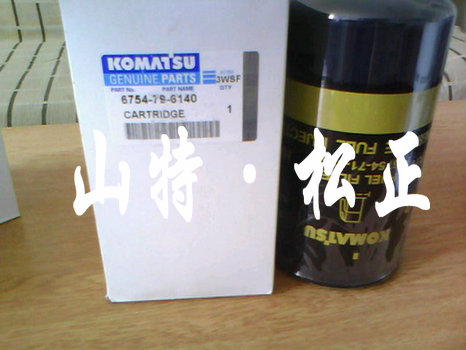 KOMATSU
GENUINE PARTS 3WSF
PART No. PART NAME QTY
6754-79-6140
CARTRIDGE 1
山特·松正
FUEL
KOMATSU